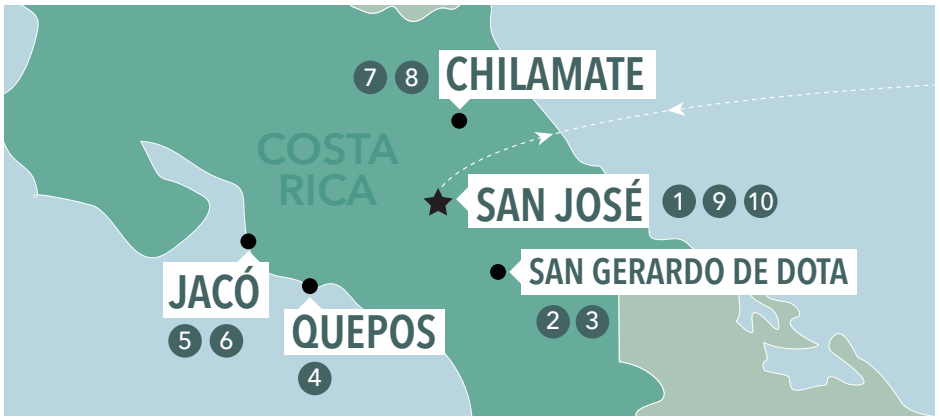 7 8 CHILAMATE
COSTA
RICA
SAN JOSÉ 1 9 10
SAN GERARDO DE DOTA
2 3
JACÓ
5 6
QUEPOS
4